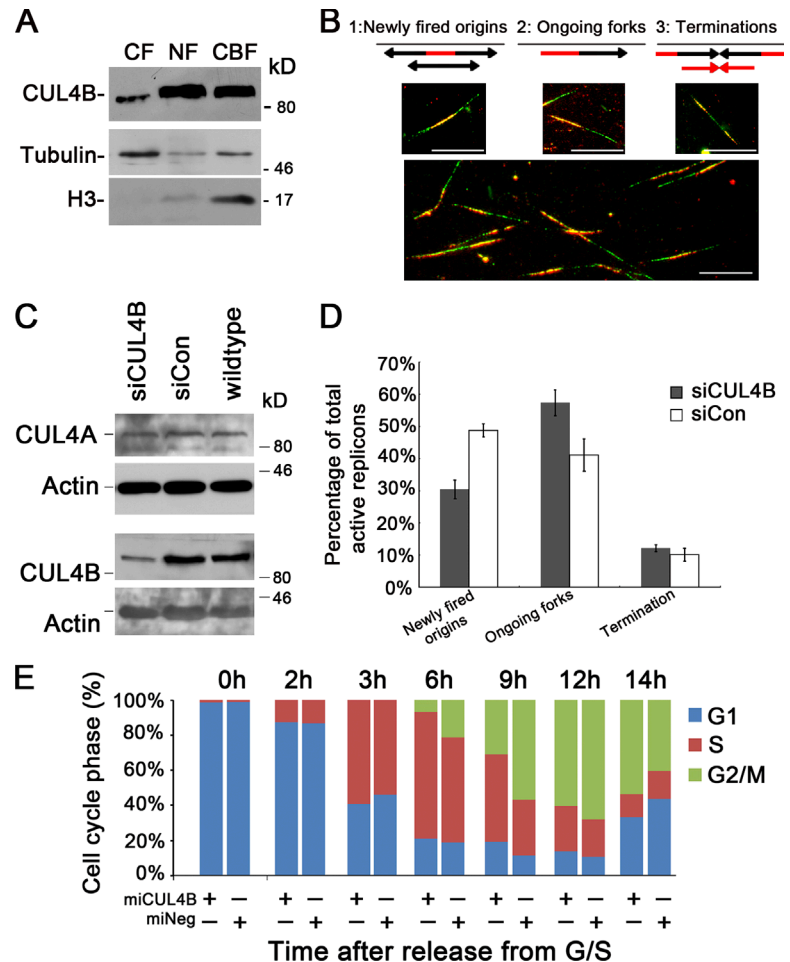 A
CF NF CBF
kD
CUL4B-
- 80
Tubulin-
- 46
H3-
- 17
B
1:Newly fired origins 2: Ongoing forks 3: Terminations
C
siCUL4B siCon wildtype
kD
CUL4A
80
46
Actin
CUL4B
80
46
Actin
D
Percentage of total active replicons
70%
60%
50%
40%
30%
20%
10%
0%
siCUL4B
siCon
Newly fired origins
Ongoing forks
Termination
E
0h 2h 3h 6h 9h 12h 14h
Cell cycle phase (%)
100%
80%
60%
40%
20%
0%
G1
S
G2/M
miCUL4B + – + – + – + – + – + – + –
miNeg – + – + – + – + – + – + – +
Time after release from G/S